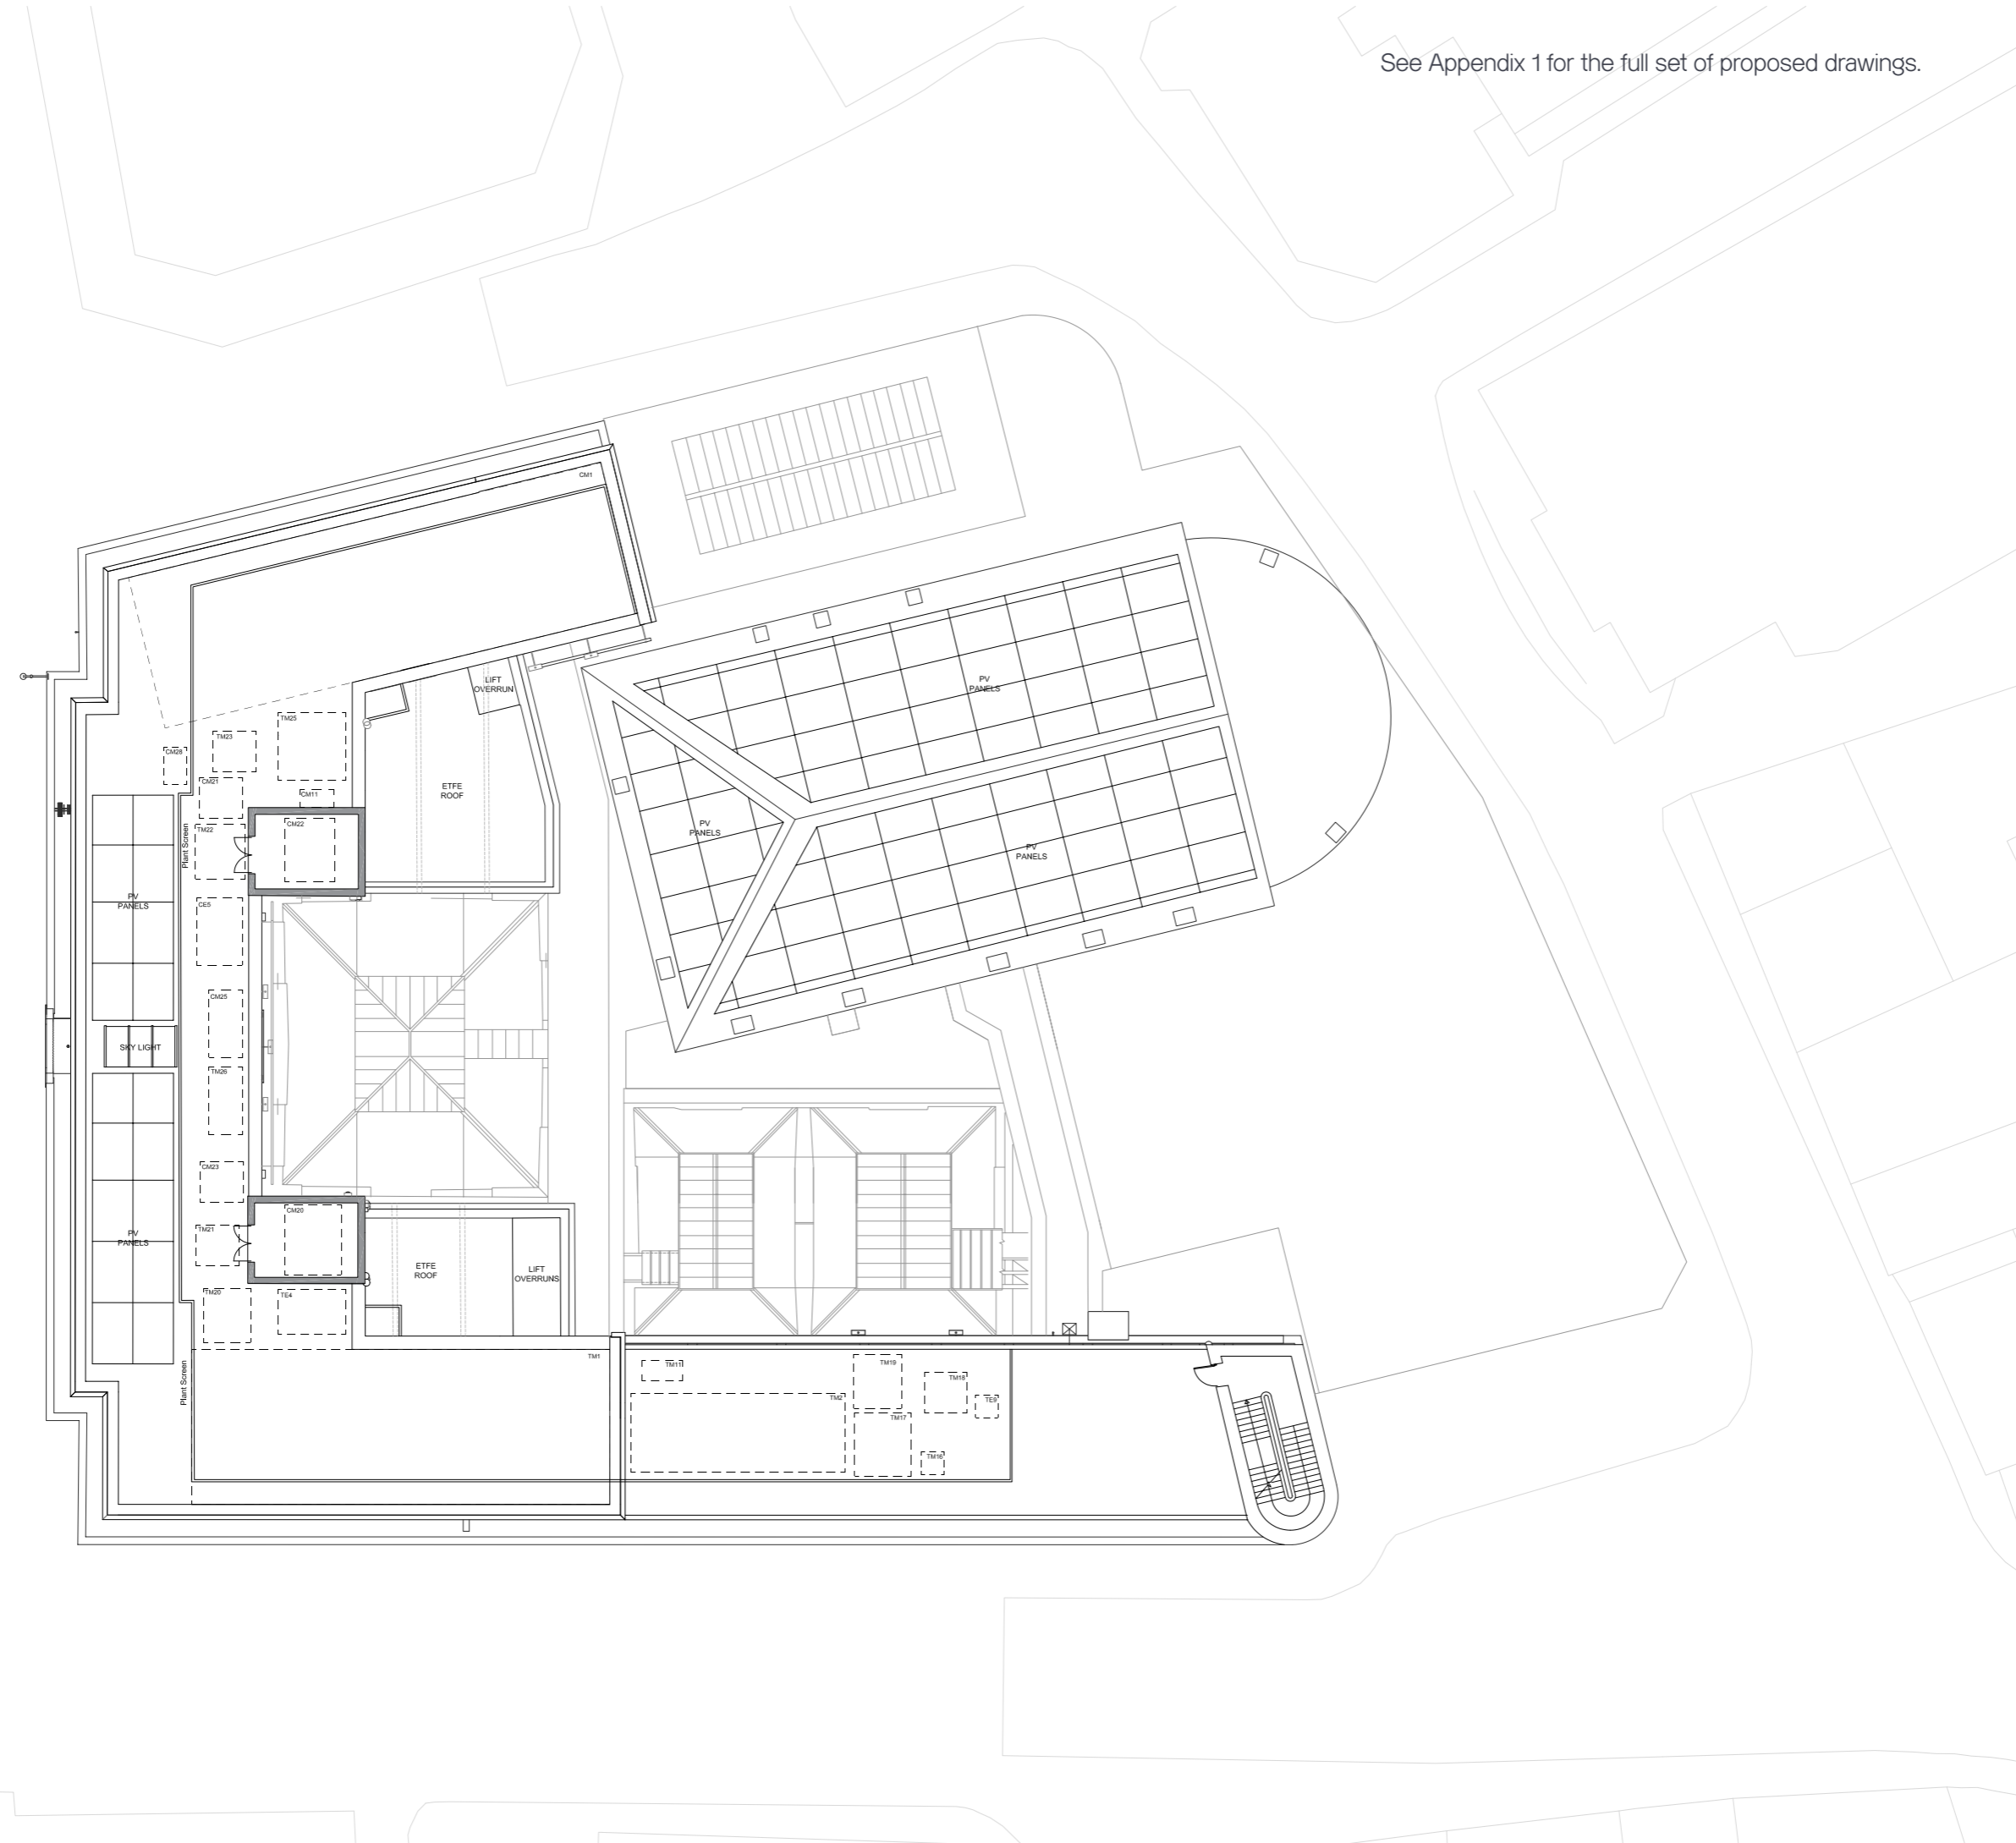 See Appendix 1 for the full set of proposed drawings.
CM1
LIFT
OVERRUN
PV
PANELS
TM25
TM23
CM28
CM21
CM11
ETFE
ROOF
CM22
TM22
Plant Screen
PV
PANELS
PV
PANELS
PV
PANELS
CE5
CM25
SKY LIGHT
TM26
CM23
CM20
TM21
PV
PANELS
ETFE
ROOF
LIFT
OVERRUNS
TM20
TE4
TM1
Plant Screen
TM11
TM19
TM18
TM2
TE9
TM17
TM16